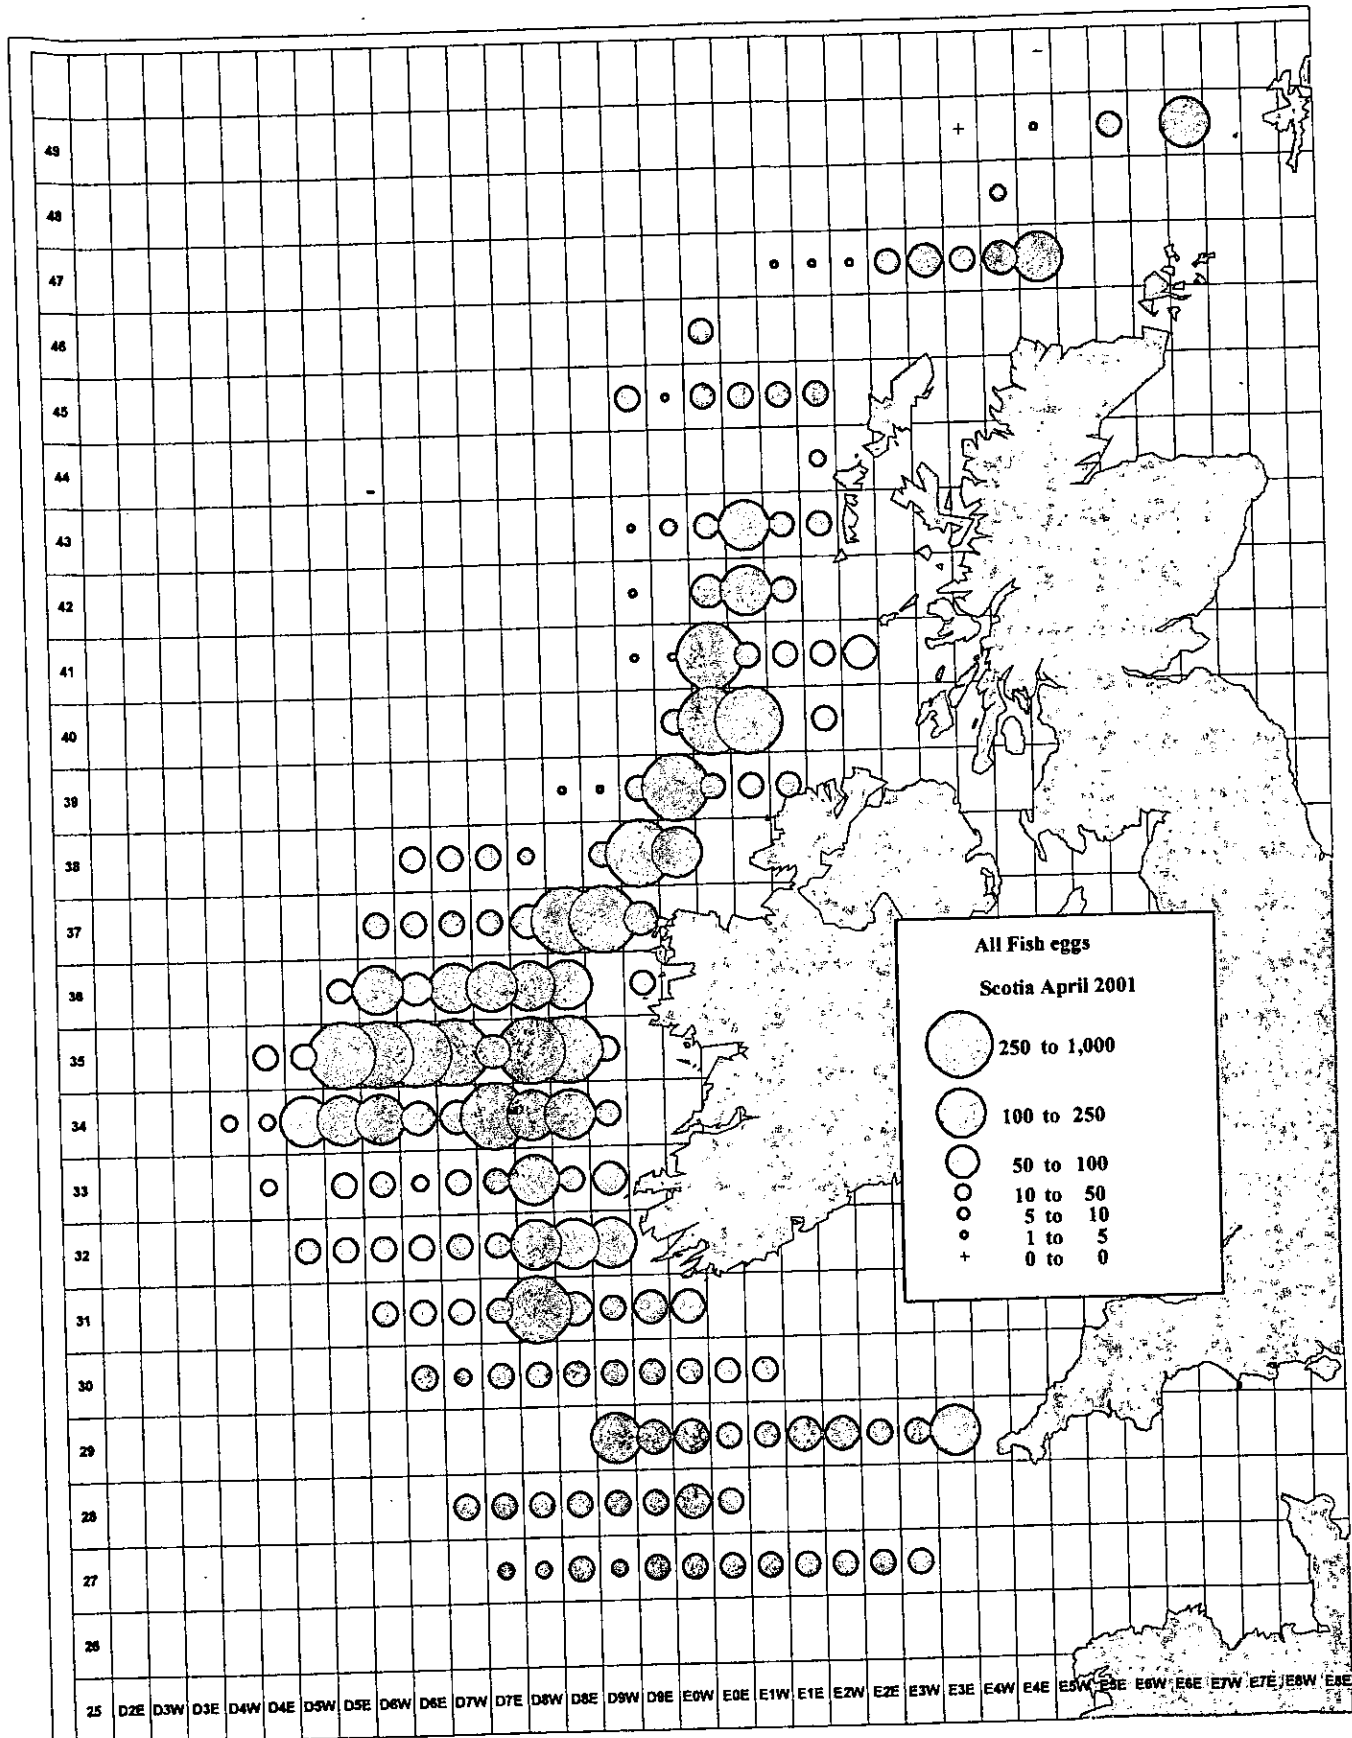 49
48
47
46
45
44
43
42
41
40
39
38
37
36
35
34
33
32
31
30
29
28
27
26
All Fish eggs
Scotia April 2001
250 to 1,000
100 to 250
50 to 100
10 to 50
5 to 10
1 to 5
+ 0 to 0
25 D2E D3W D3E D4W D4E D5W D5E D6W D6E D7W D7E D8W D8E D9W D9E E0W E0E E1W E1E E2W E2E E3W E3E E4W E4E E5W E5E E6W E6E E7W E7E E8W E8E